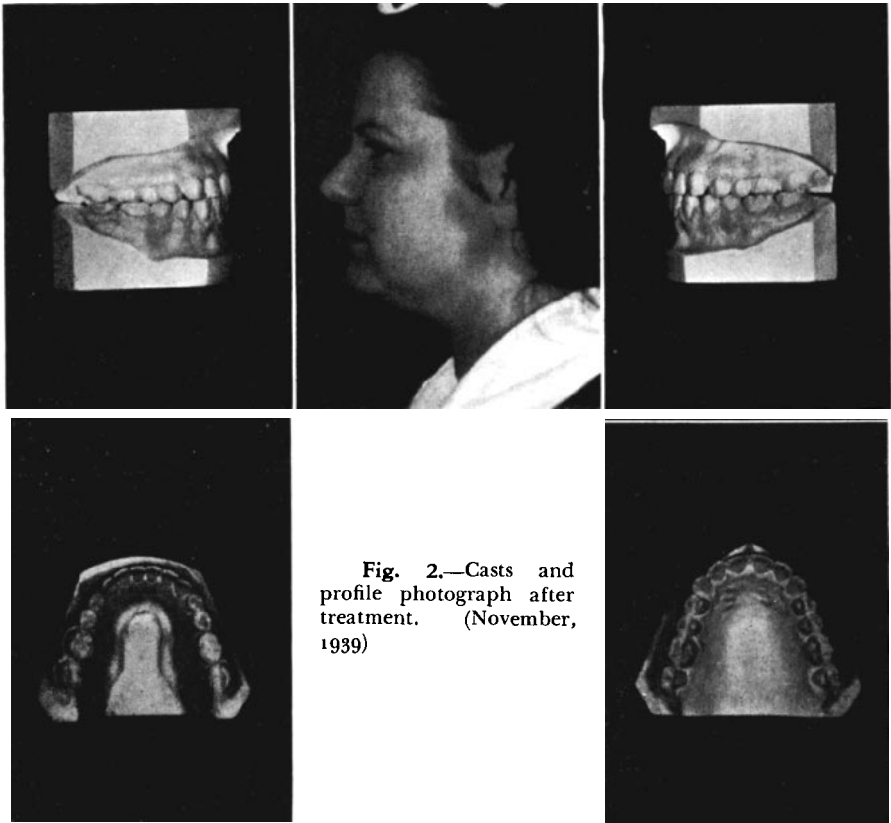 Fig. 2.—Casts and
profile photograph after
treatment. (November,
1939)